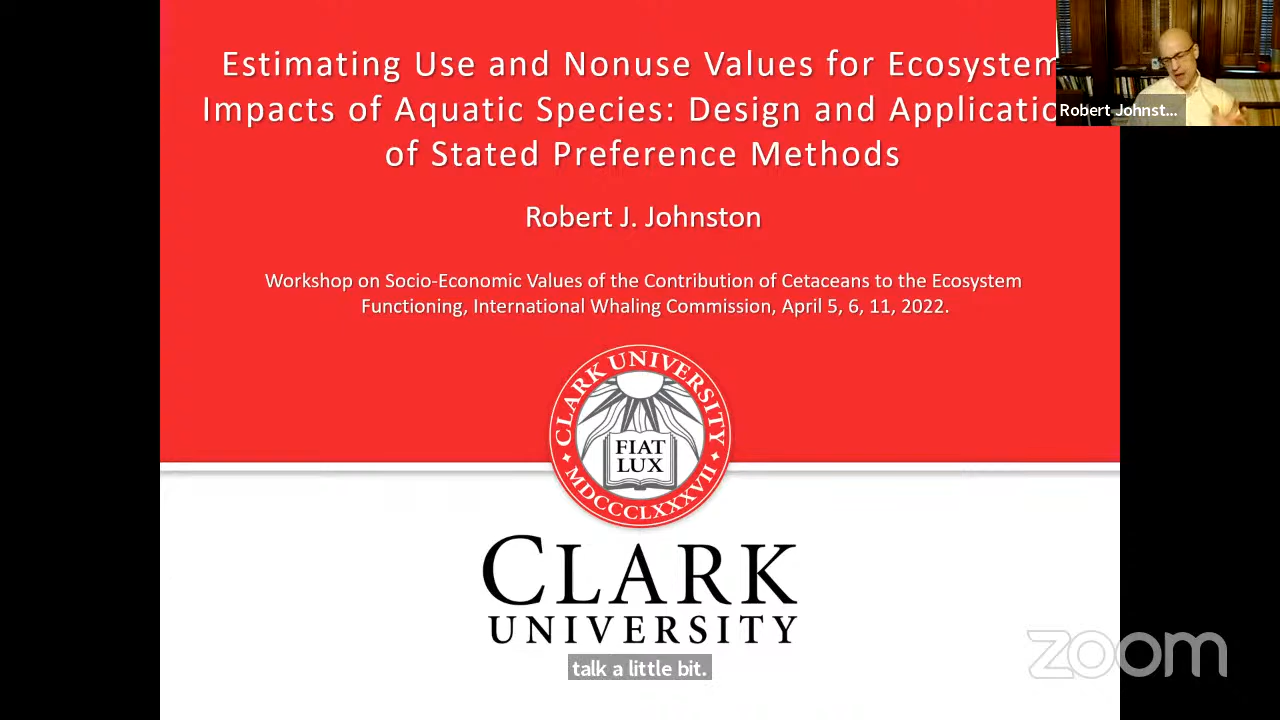 Estimating Use and Nonuse Values for Ecosystem
Impacts of Aquatic Species: Design and Applicatio
of Stated Preference Methods
Robert Johnst...
Robert J. Johnston
Workshop on Socio-Economic Values of the Contribution of Cetaceans to the Ecosystem
Functioning, International Whaling Commission, April 5, 6, 11, 2022.
CLARK UNIVERSITY
FIAT
LUX
MDCCCLXXXVII
CLARK
UNIVERSITY
talk a little bit.
zoom